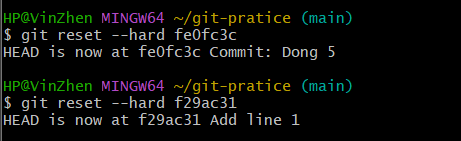 HP@VinZhen MINGW64 ~/git-pratice (main)
$ git reset --hard fe0fc3c
HEAD is now at fe0fc3c Commit: Dong 5
HP@VinZhen MINGW64 ~/git-pratice (main)
$ git reset --hard f29ac31
HEAD is now at f29ac31 Add line 1